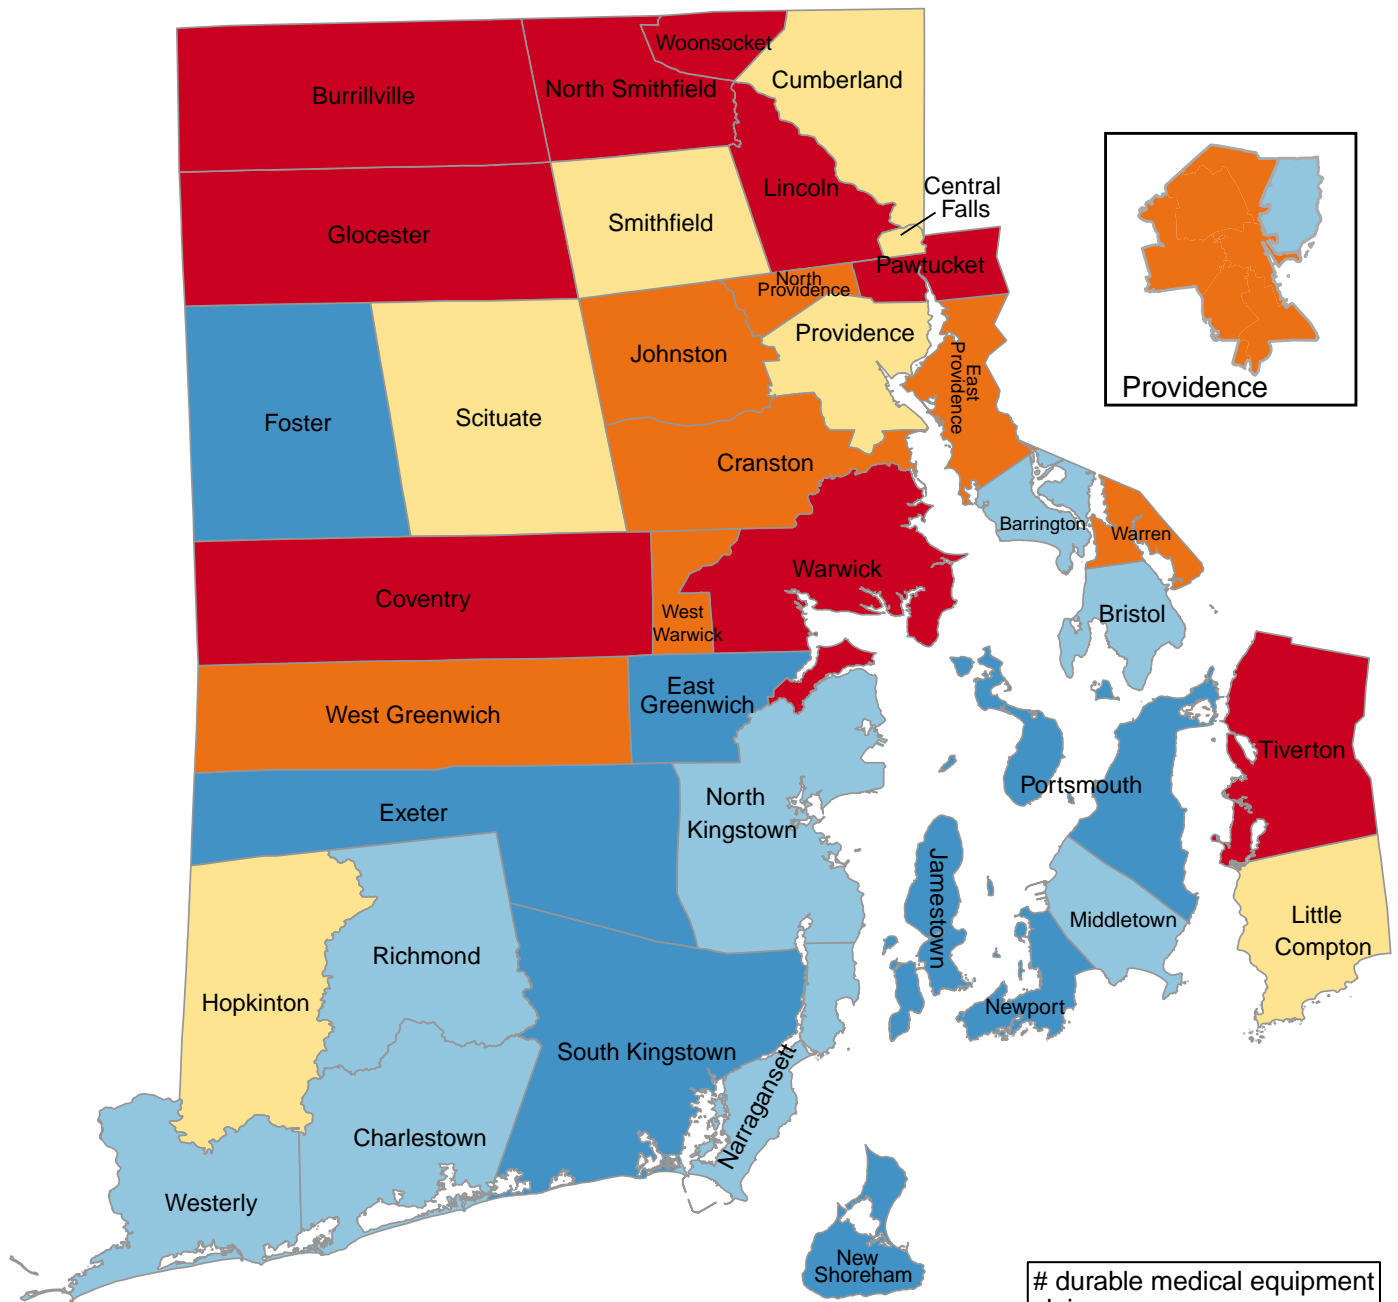 Woonsocket
Cumberland
Burrillville
North Smithfield
Lincoln
Central
Falls
Smithfield
Glocester
Pawtucket
North
Providence
Providence
Johnston
East
Providence
Providence
Foster
Scituate
Cranston
Barrington
Warren
Warwick
Coventry
West
Warwick
Bristol
East
Greenwich
West Greenwich
Tiverton
Portsmouth
North
Kingstown
Exeter
Jamestown
Middletown
Little
Compton
Richmond
Hopkinton
Newport
South Kingstown
Narragansett
Charlestown
Westerly
New
Shoreham
# durable medical equipment